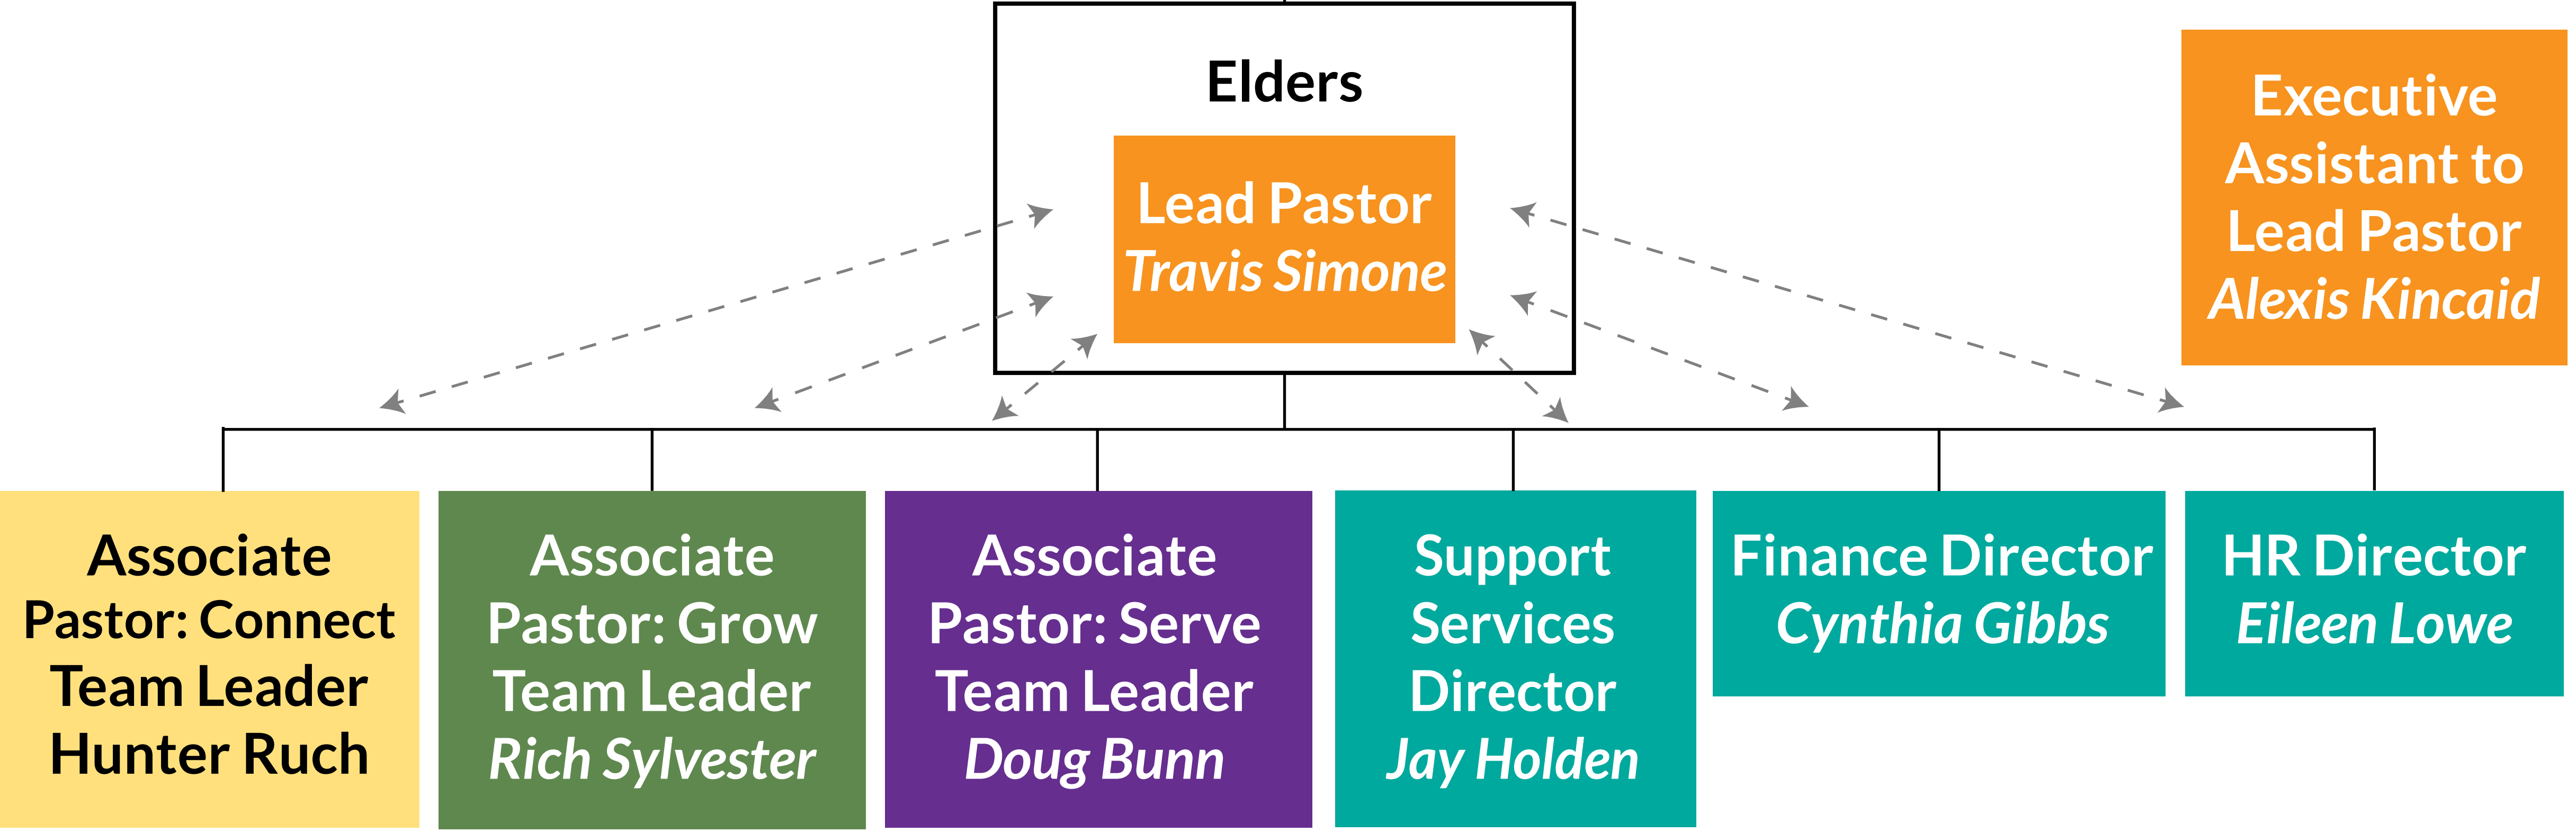 Elders
Lead Pastor
Travis Simone
Executive
Assistant to
Lead Pastor
Alexis Kincaid
Associate
Pastor: Connect
Team Leader
Hunter Ruch
Associate
Pastor: Grow
Team Leader
Rich Sylvester
Associate
Pastor: Serve
Team Leader
Doug Bunn
Support
Services
Director
Jay Holden
Finance Director
Cynthia Gibbs
HR Director
Eileen Lowe